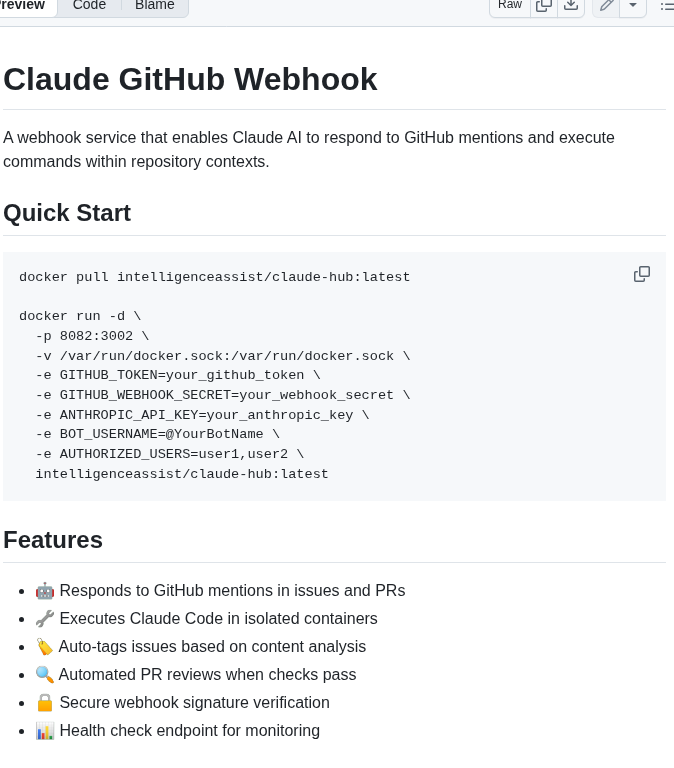 Preview Code Blame Raw
Claude GitHub Webhook
A webhook service that enables Claude AI to respond to GitHub mentions and execute
commands within repository contexts.
Quick Start
docker pull intelligenceassist/claude-hub:latest
docker run -d \
-p 8082:3002 \
-v /var/run/docker.sock:/var/run/docker.sock \
-e GITHUB_TOKEN=your_github_token \
-e GITHUB_WEBHOOK_SECRET=your_webhook_secret \
-e ANTHROPIC_API_KEY=your_anthropic_key \
-e BOT_USERNAME=@YourBotName \
-e AUTHORIZED_USERS=user1,user2 \
intelligenceassist/claude-hub:latest
Features
🤖 Responds to GitHub mentions in issues and PRs
🔧 Executes Claude Code in isolated containers
🏷️ Auto-tags issues based on content analysis
🔍 Automated PR reviews when checks pass
🔒 Secure webhook signature verification
📊 Health check endpoint for monitoring